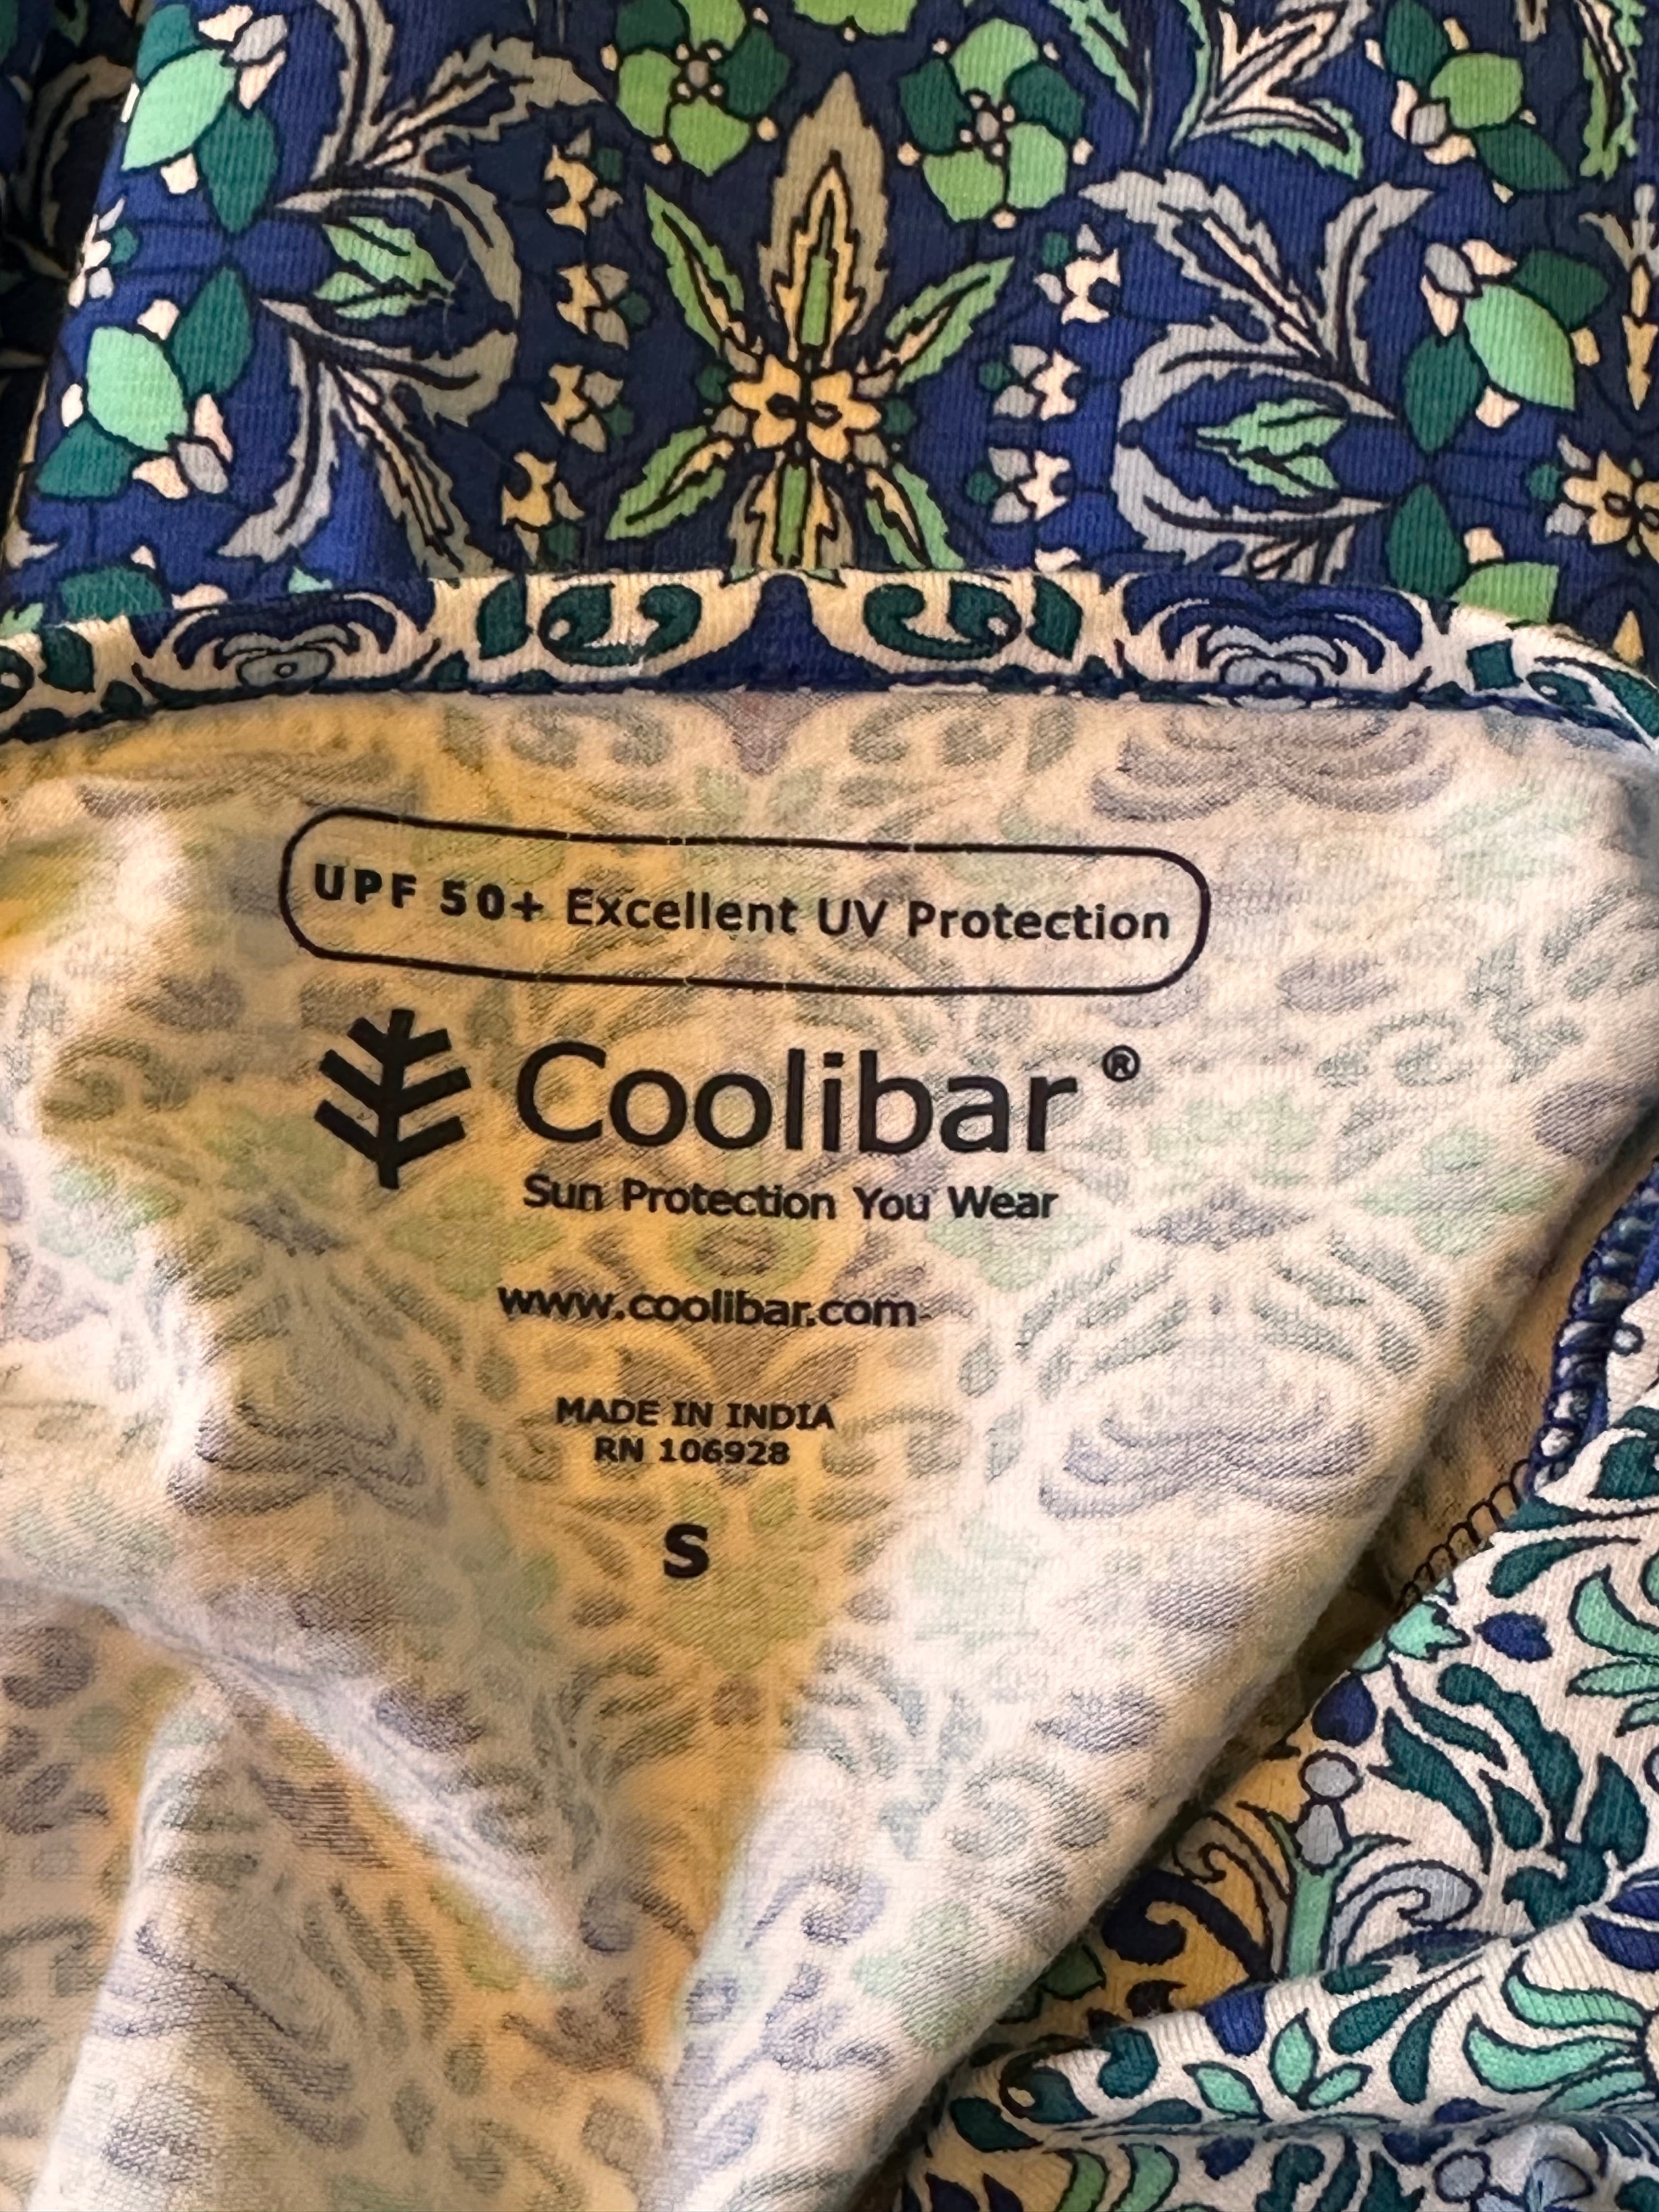 UPF 50+ Excellent UV Protection
Coolibar®
Sun Protection You Wear
www.coolibar.com
MADE IN INDIA
RN 106928
S